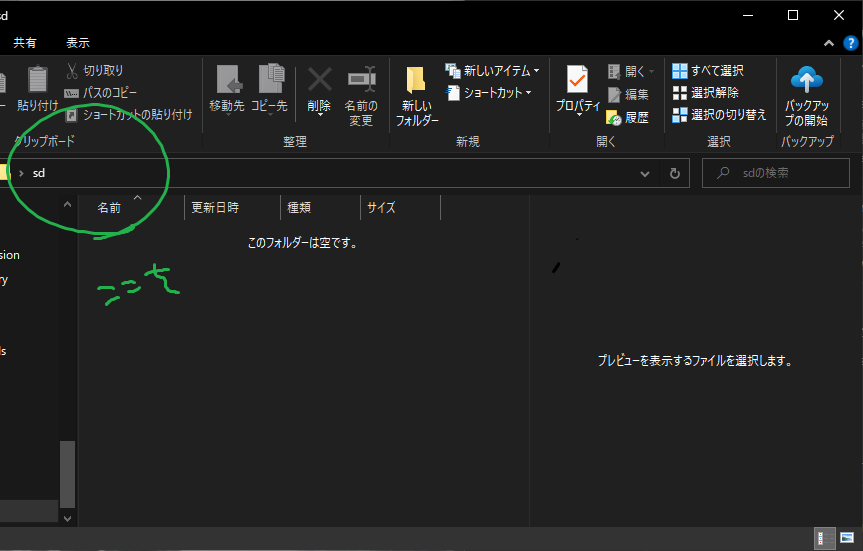 sd
共有 表示
貼り付け
切り取り
パスのコピー
ショートカットの貼り付け
クリップボード
移動先 コピー先 削除 名前の変更
整理
新しいフォルダー
新しいアイテム
ショートカット
新規
プロパティ
開く
編集
履歴
開く
すべて選択
選択解除
選択の切り替え
選択
バックアップの開始
バックアップ
sd
sdの検索
名前 更新日時 種類 サイズ
このフォルダーは空です。
sion
ry
ls
プレビューを表示するファイルを選択します。